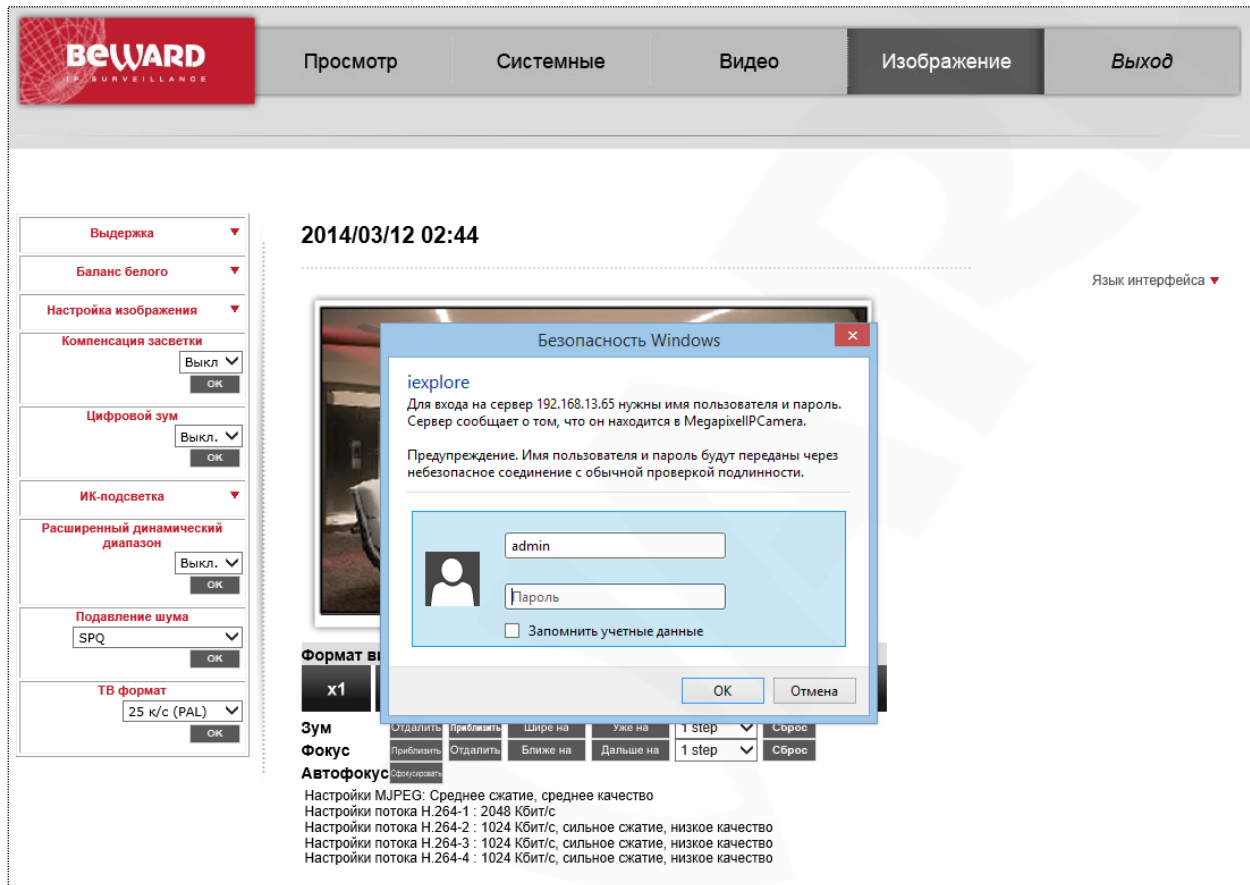 BEWARD
IP SURVEILLANCE
Просмотр
Системные
Видео
Изображение
Выход
Выдержка
Баланс белого
Настройка изображения
Компенсация засветки
Выкл
ОК
Цифровой зум
Выкл.
ОК
ИК-подсветка
Расширенный динамический
диапазон
Выкл.
ОК
Подавление шума
SPQ
ОК
ТВ формат
25 к/с (PAL)
ОК
2014/03/12 02:44
Язык интерфейса
Безопасность Windows
iexplore
Для входа на сервер 192.168.13.65 нужны имя пользователя и пароль.
Сервер сообщает о том, что он находится в MegapixelIPCamera.
Предупреждение. Имя пользователя и пароль будут переданы через
небезопасное соединение с обычной проверкой подлинности.
admin
Пароль
Запомнить учетные данные
ОК Отмена
Формат
x1
Зум Отдалить Приблизить Шире на Уже на 1 step Сброс
Фокус Приблизить Отдалить Ближе на Дальше на 1 step Сброс
Автофокус Сфокусировать
Настройки MJPEG: Среднее сжатие, среднее качество
Настройки потока H.264-1 : 2048 Кбит/с
Настройки потока H.264-2 : 1024 Кбит/с, сильное сжатие, низкое качество
Настройки потока H.264-3 : 1024 Кбит/с, сильное сжатие, низкое качество
Настройки потока H.264-4 : 1024 Кбит/с, сильное сжатие, низкое качество